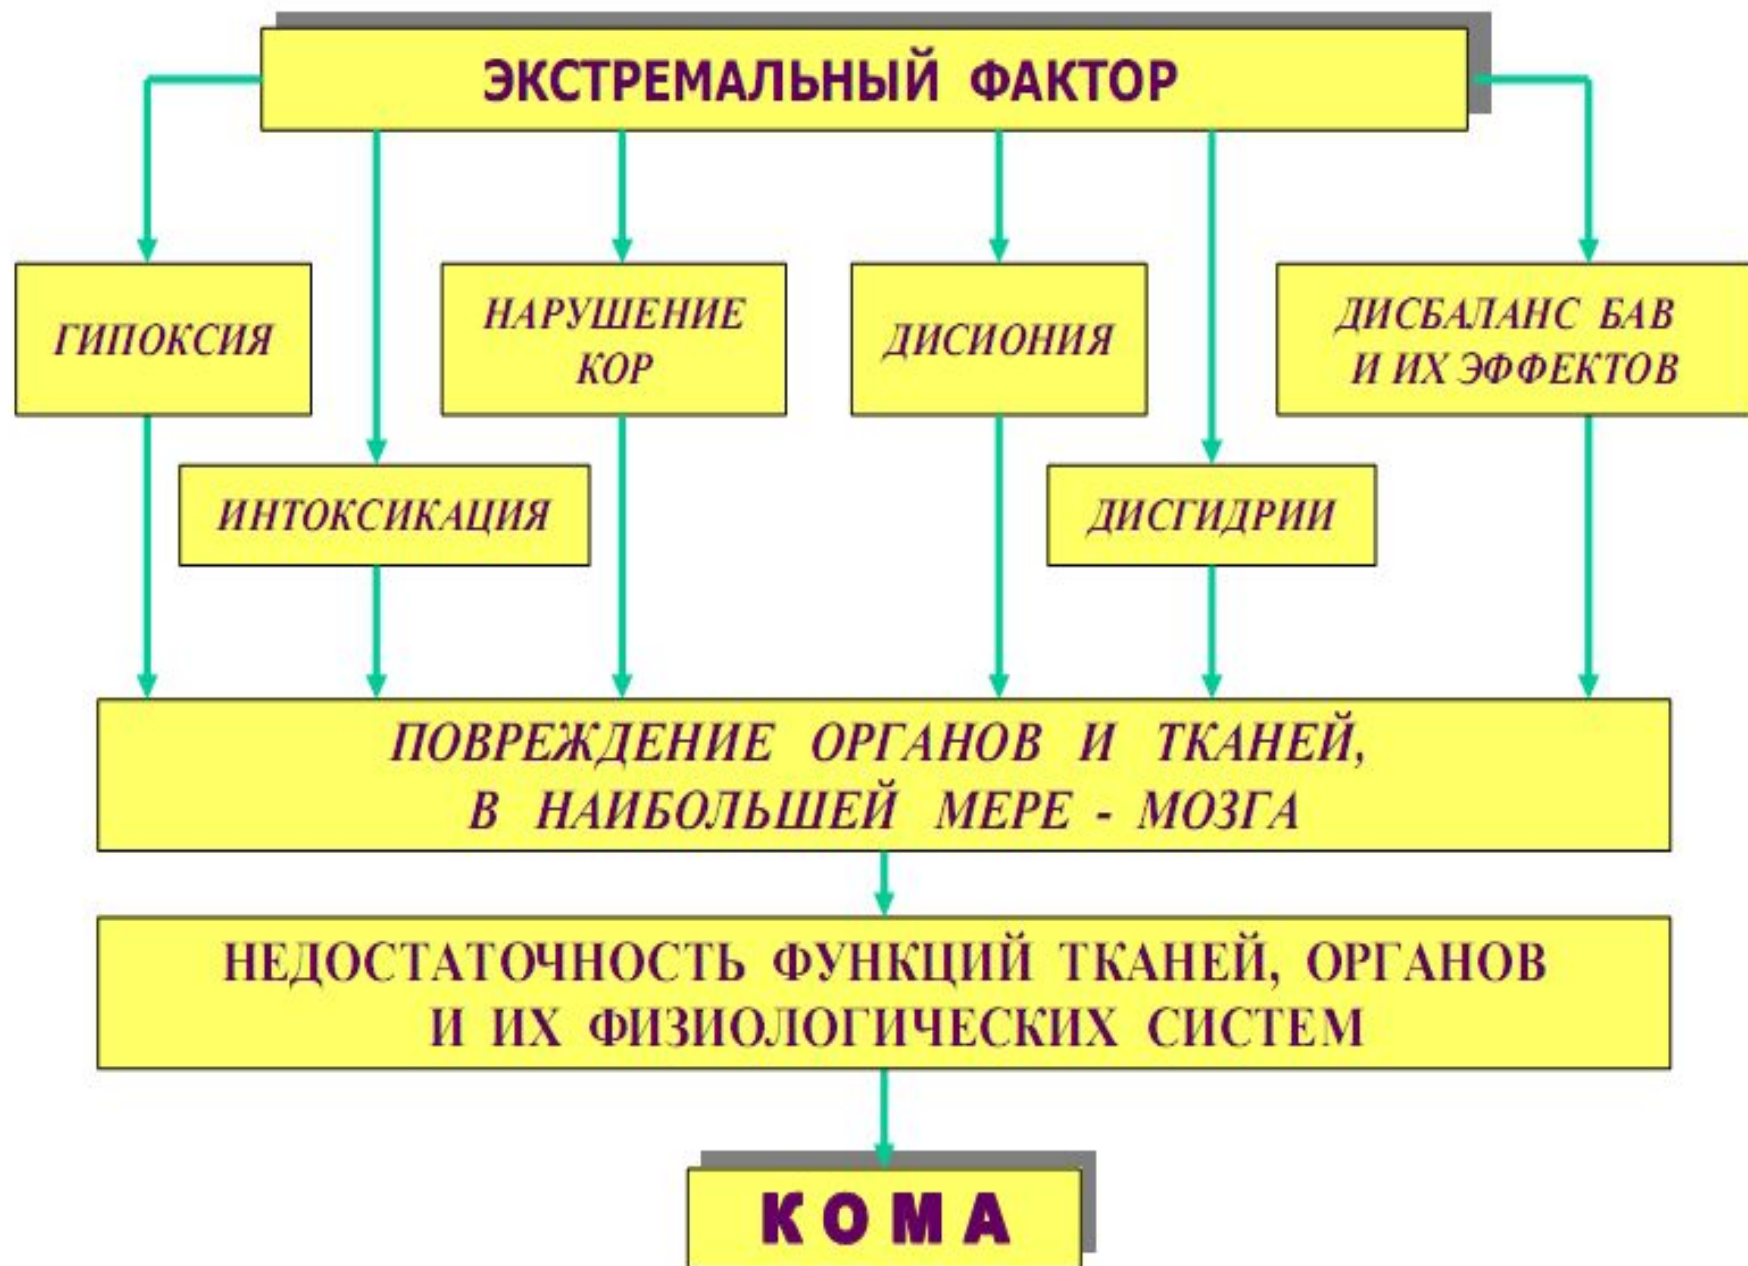 ЭКСТРЕМАЛЬНЫЙ ФАКТОР
ГИПОКСИЯ
НАРУШЕНИЕ
КОР
ДИСИОНИЯ
ДИСБАЛАНС БАВ
И ИХ ЭФФЕКТОВ
ИНТОКСИКАЦИЯ
ДИСГИДРИИ
ПОВРЕЖДЕНИЕ ОРГАНОВ И ТКАНЕЙ,
В НАИБОЛЬШЕЙ МЕРЕ - МОЗГА
НЕДОСТАТОЧНОСТЬ ФУНКЦИЙ ТКАНЕЙ, ОРГАНОВ
И ИХ ФИЗИОЛОГИЧЕСКИХ СИСТЕМ
К О М А